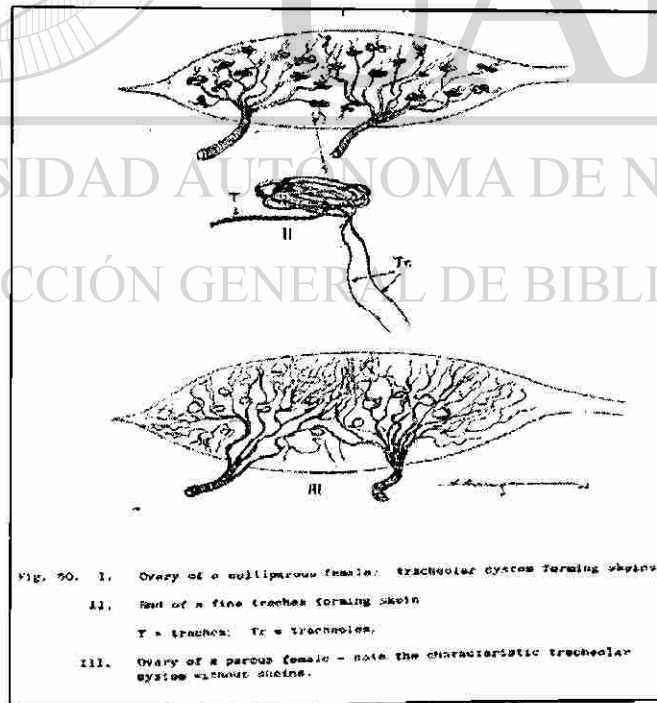 SIDAD AUTÓNOMA DE N
T
II
Tr.
CCIÓN GENERAL DE BIBLI
III
Fig. 50. I. Ovary of a nulliparous female: tracheolar system forming skeins
II. End of a fine trachea forming skein
T = trachea; Tr = tracheoles.
III. Ovary of a parous female - note the characteristic tracheolar
system without skeins.